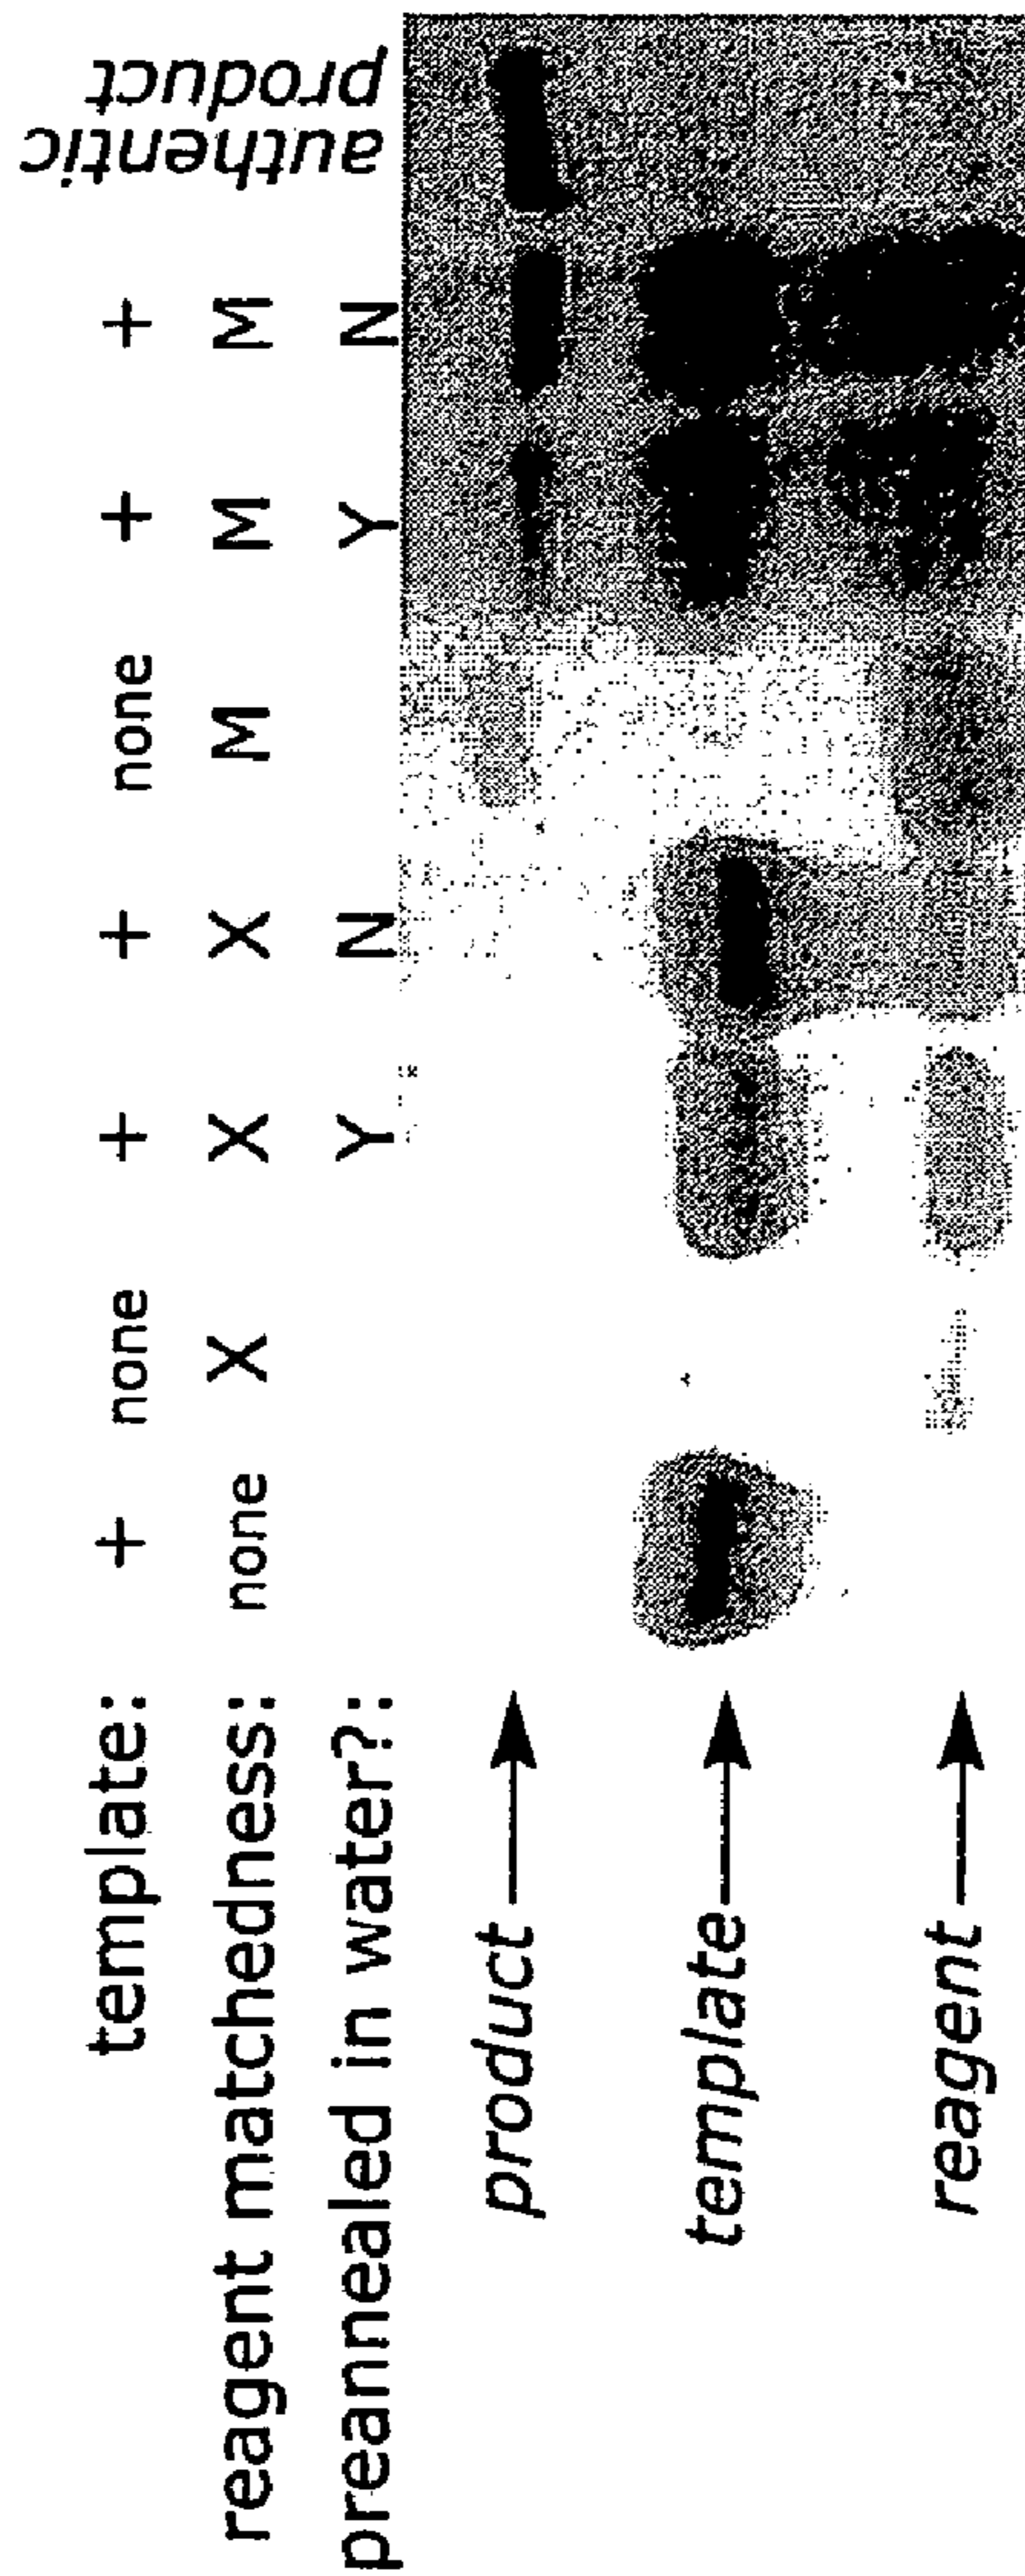 template: + none + + none + + authentic product
reagent matchedness: none X X X M M M
preannealed in water?: Y N Y N
product
template
reagent